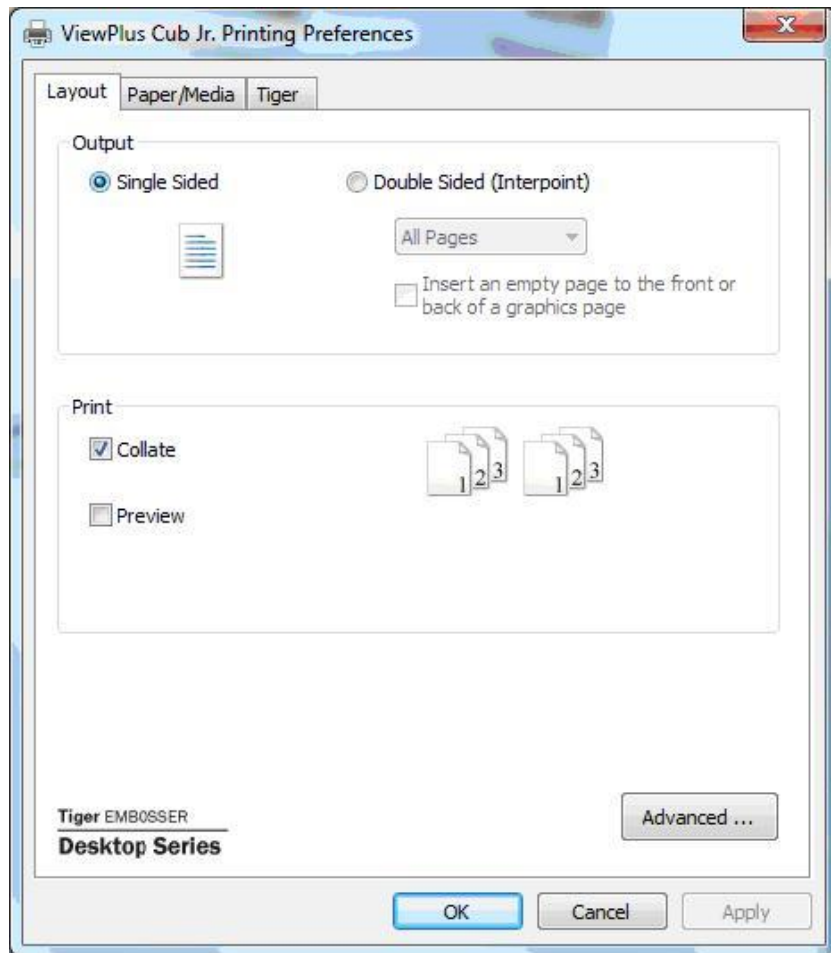 ViewPlus Cub Jr. Printing Preferences
X
Layout Paper/Media Tiger
Output
Single Sided Double Sided (Interpoint)
All Pages
Insert an empty page to the front or
back of a graphics page
Print
Collate
1 2 3 1 2 3
Preview
Tiger EMBOSSER
Desktop Series
Advanced ...
OK Cancel Apply